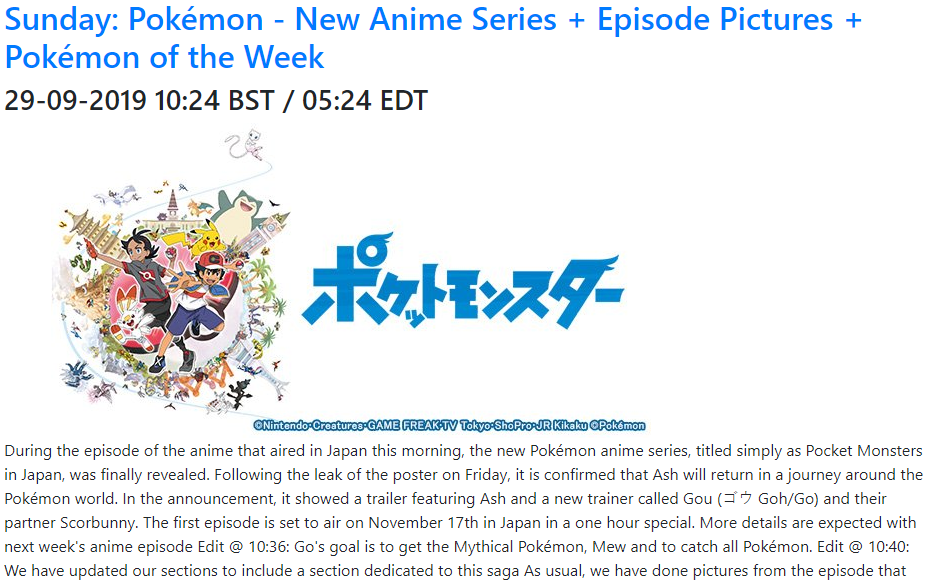 Sunday: Pokémon - New Anime Series + Episode Pictures +
Pokémon of the Week
29-09-2019 10:24 BST / 05:24 EDT
ポケットモンスター
©Nintendo·Creatures·GAME FREAK·TV Tokyo·ShoPro·JR Kikaku ©Pokémon
During the episode of the anime that aired in Japan this morning, the new Pokémon anime series, titled simply as Pocket Monsters
in Japan, was finally revealed. Following the leak of the poster on Friday, it is confirmed that Ash will return in a journey around the
Pokémon world. In the announcement, it showed a trailer featuring Ash and a new trainer called Gou (ゴウ Goh/Go) and their
partner Scorbunny. The first episode is set to air on November 17th in Japan in a one hour special. More details are expected with
next week's anime episode Edit @ 10:36: Go's goal is to get the Mythical Pokémon, Mew and to catch all Pokémon. Edit @ 10:40:
We have updated our sections to include a section dedicated to this saga As usual, we have done pictures from the episode that